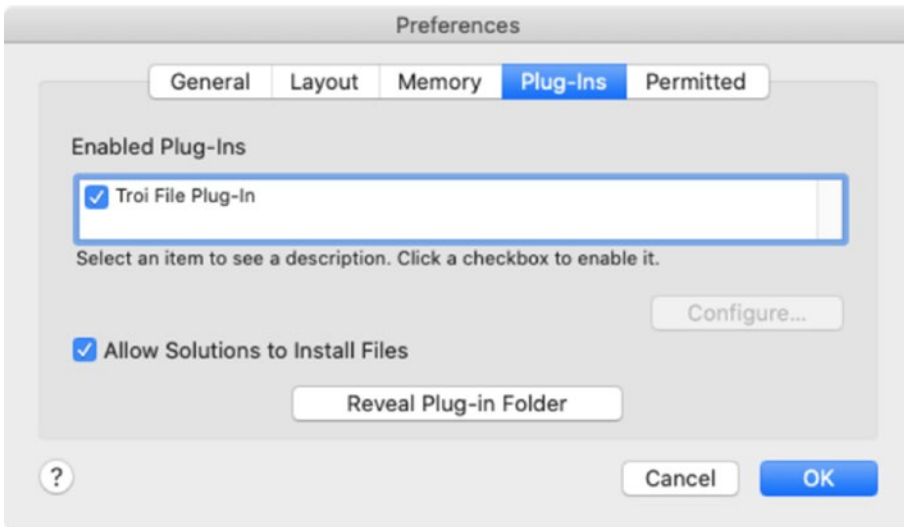 Preferences
General Layout Memory Plug-Ins Permitted
Enabled Plug-Ins
Troi File Plug-In
Select an item to see a description. Click a checkbox to enable it.
Configure...
Allow Solutions to Install Files
Reveal Plug-in Folder
? Cancel OK